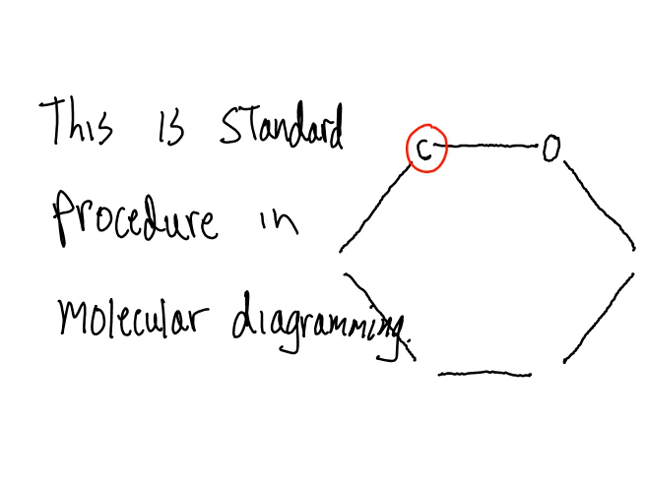 This is standard
procedure in
molecular diagramming.
C O